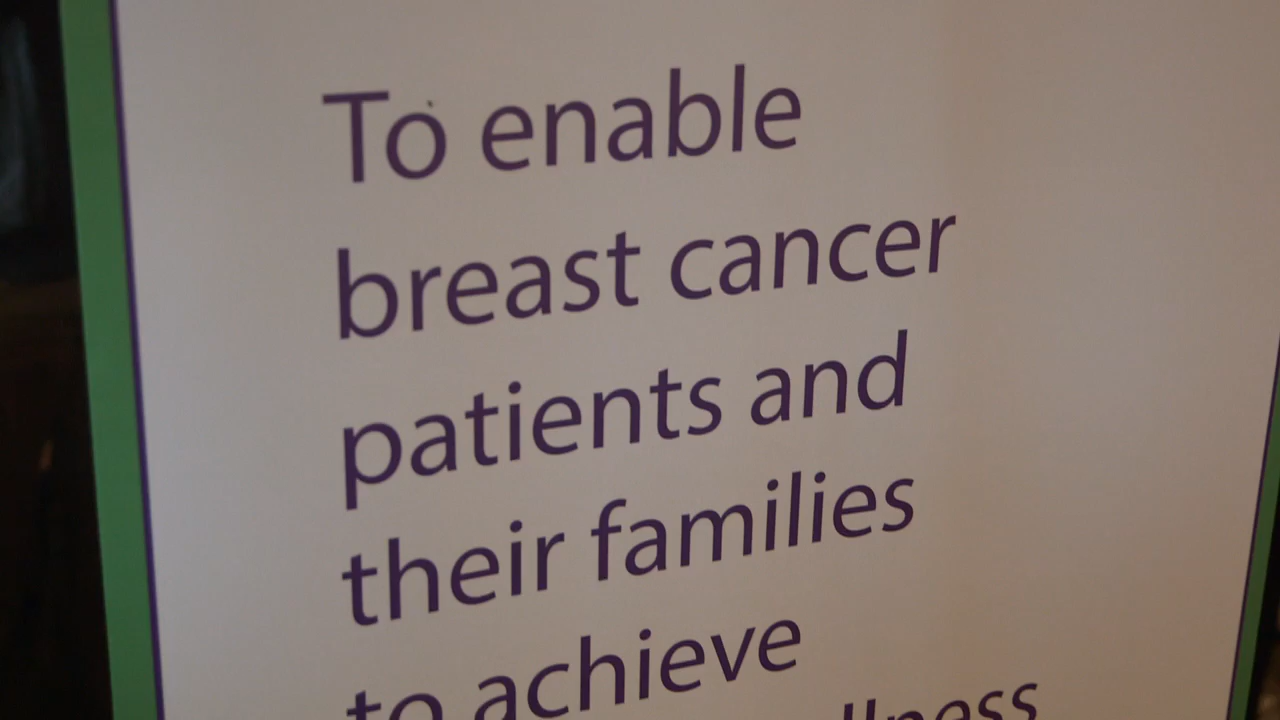 To enable
breast cancer
patients and
their families
to achieve